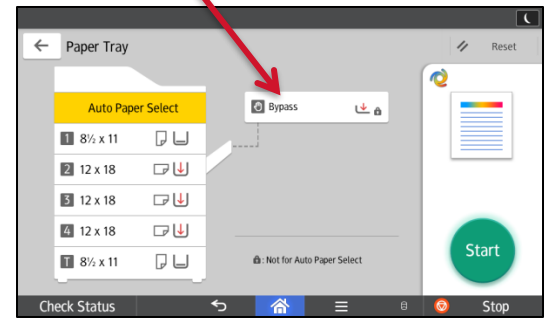 Paper Tray
Reset
Auto Paper Select
Bypass
1 8½ x 11
2 12 x 18
3 12 x 18
4 12 x 18
T 8½ x 11
: Not for Auto Paper Select
Start
Check Status
Stop